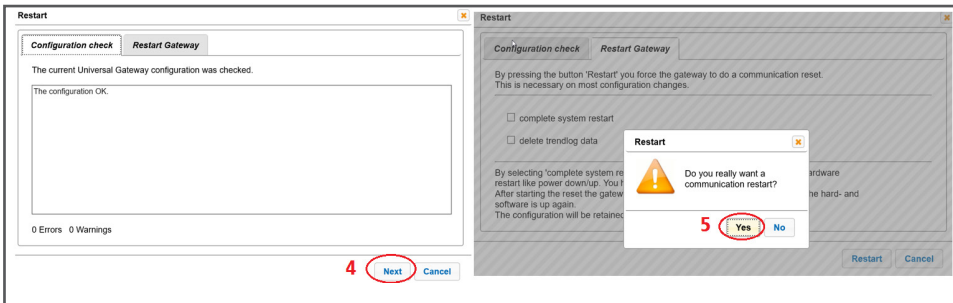 Restart
Configuration check Restart Gateway
The current Universal Gateway configuration was checked.
The configuration OK.
0 Errors 0 Warnings
4 Next Cancel
Restart
Configuration check Restart Gateway
By pressing the button 'Restart' you force the gateway to do a communication reset.
This is necessary on most configuration changes.
complete system restart
delete trendlog data
By selecting 'complete system re
ardware
restart like power down/up. You
After starting the reset the gatew
he hard- and
software is up again.
The configuration will be retained
Restart
Do you really want a
communication restart?
5 Yes No
Restart Cancel